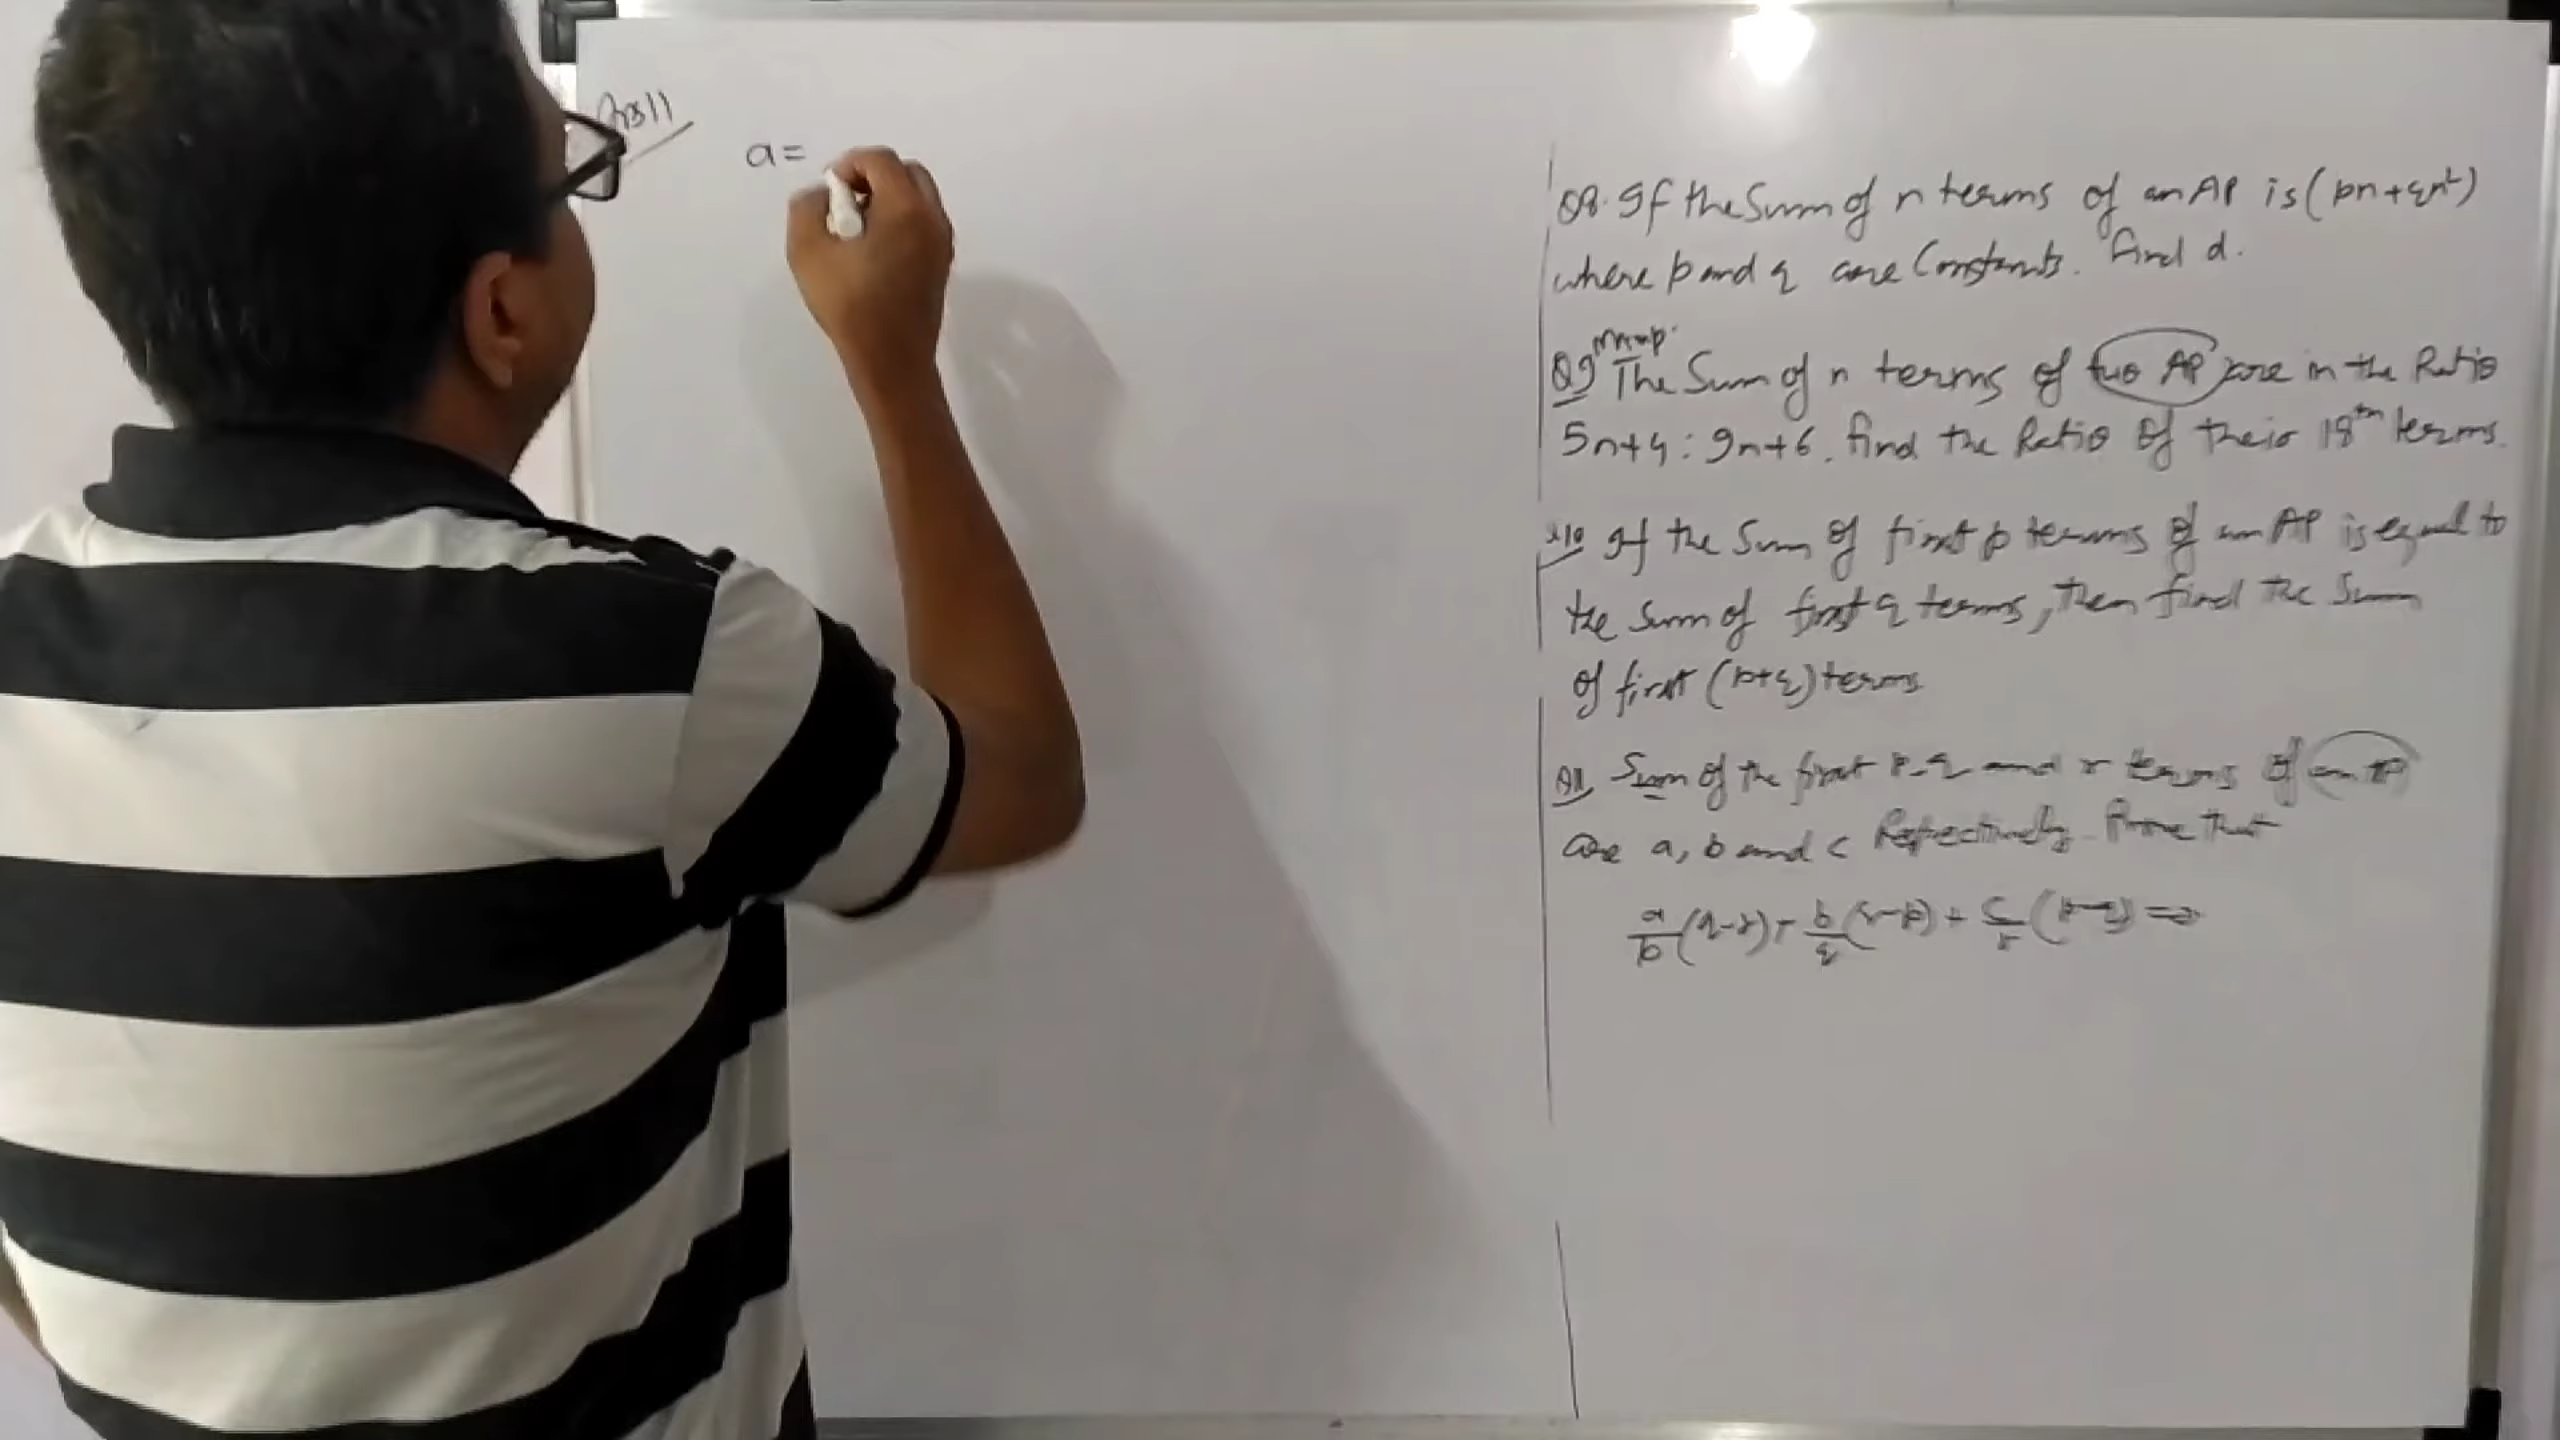 Ans 11
a =
Q8. If the Sum of n terms of an AP is (pn+qn²)
where p and q are Constants. find d.
Q9 The Sum of n terms of two AP are in the Ratio
5n+4 : 9n+6. find the Ratio of their 18th terms.
Q10 If the Sum of first p terms of an AP is equal to
the Sum of first q terms, then find the Sum
of first (p+q) terms
Q11 Sum of the first p, q and r terms of an AP
are a, b and c Respectively. Prove that
a/p (q-r) + b/q (r-p) + c/r (p-q) = 0